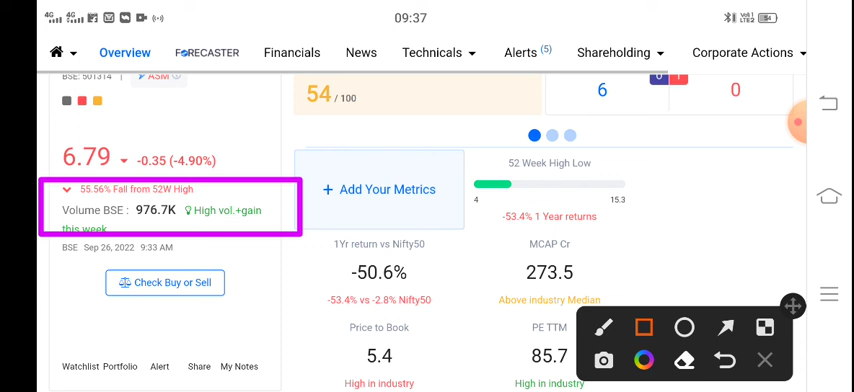 4G 4G 09:37 Vo1) LTE2 54
Overview FORECASTER Financials News Technicals Alerts (5) Shareholding Corporate Actions
BSE: 501314 | ASM
54 / 100
6 0
6.79 -0.35 (-4.90%)
55.56% Fall from 52W High
Volume BSE : 976.7K High vol.+gain
this week
BSE Sep 26, 2022 9:33 AM
Check Buy or Sell
Watchlist Portfolio Alert Share My Notes
+ Add Your Metrics
52 Week High Low
4 15.3
-53.4% 1 Year returns
1Yr return vs Nifty50
-50.6%
-53.4% vs -2.8% Nifty50
MCAP Cr
273.5
Above industry Median
Price to Book
5.4
High in industry
PE TTM
85.7
High in industry